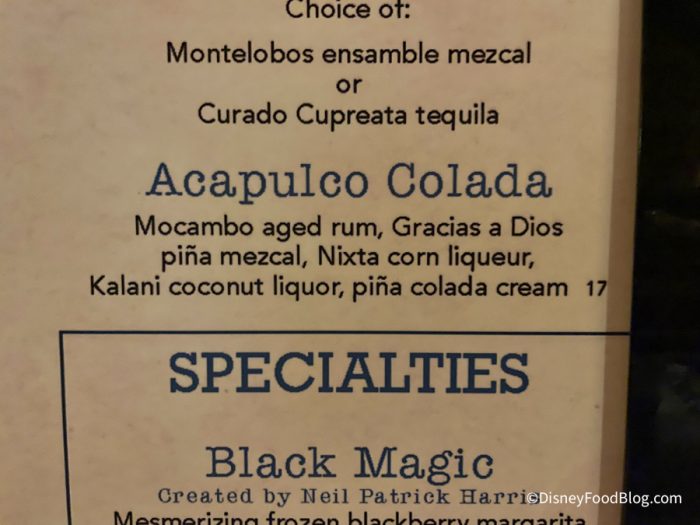 Choice of:
Montelobos ensamble mezcal
or
Curado Cupreata tequila
Acapulco Colada
Mocambo aged rum, Gracias a Dios
piña mezcal, Nixta corn liqueur,
Kalani coconut liquor, piña colada cream 17
SPECIALTIES
Black Magic
Created by Neil Patrick Harris
©DisneyFoodBlog.com
Mesmerizing frozen blackberry margarita